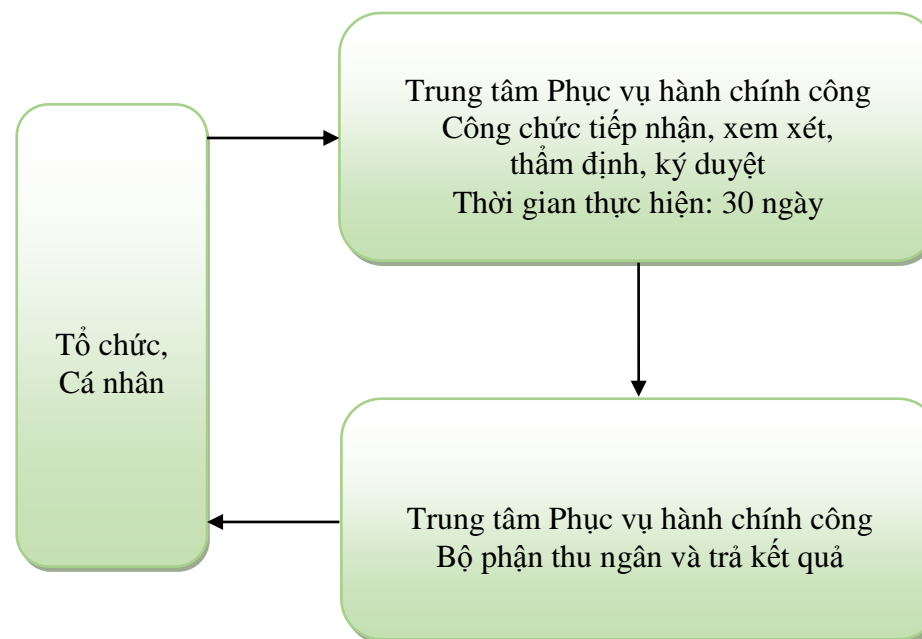 Trung tâm Phục vụ hành chính công
Công chức tiếp nhận, xem xét,
thẩm định, ký duyệt
Thời gian thực hiện: 30 ngày
Tổ chức,
Cá nhân
Trung tâm Phục vụ hành chính công
Bộ phận thu ngân và trả kết quả